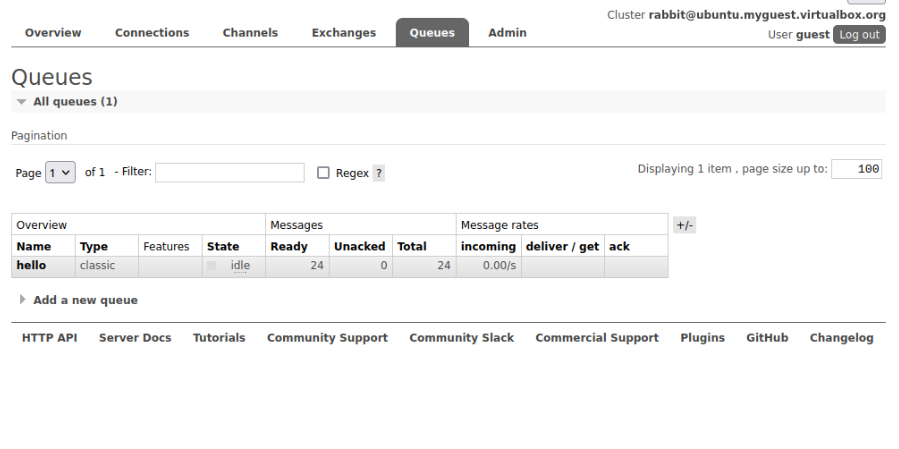 Cluster rabbit@ubuntu.myguest.virtualbox.org
Overview Connections Channels Exchanges Queues Admin
User guest Log out
Queues
All queues (1)
Pagination
Page 1 of 1 - Filter: Regex ? Displaying 1 item , page size up to: 100
Overview Messages Message rates +/-
Name Type Features State Ready Unacked Total incoming deliver / get ack
hello classic idle 24 0 24 0.00/s
Add a new queue
HTTP API Server Docs Tutorials Community Support Community Slack Commercial Support Plugins GitHub Changelog